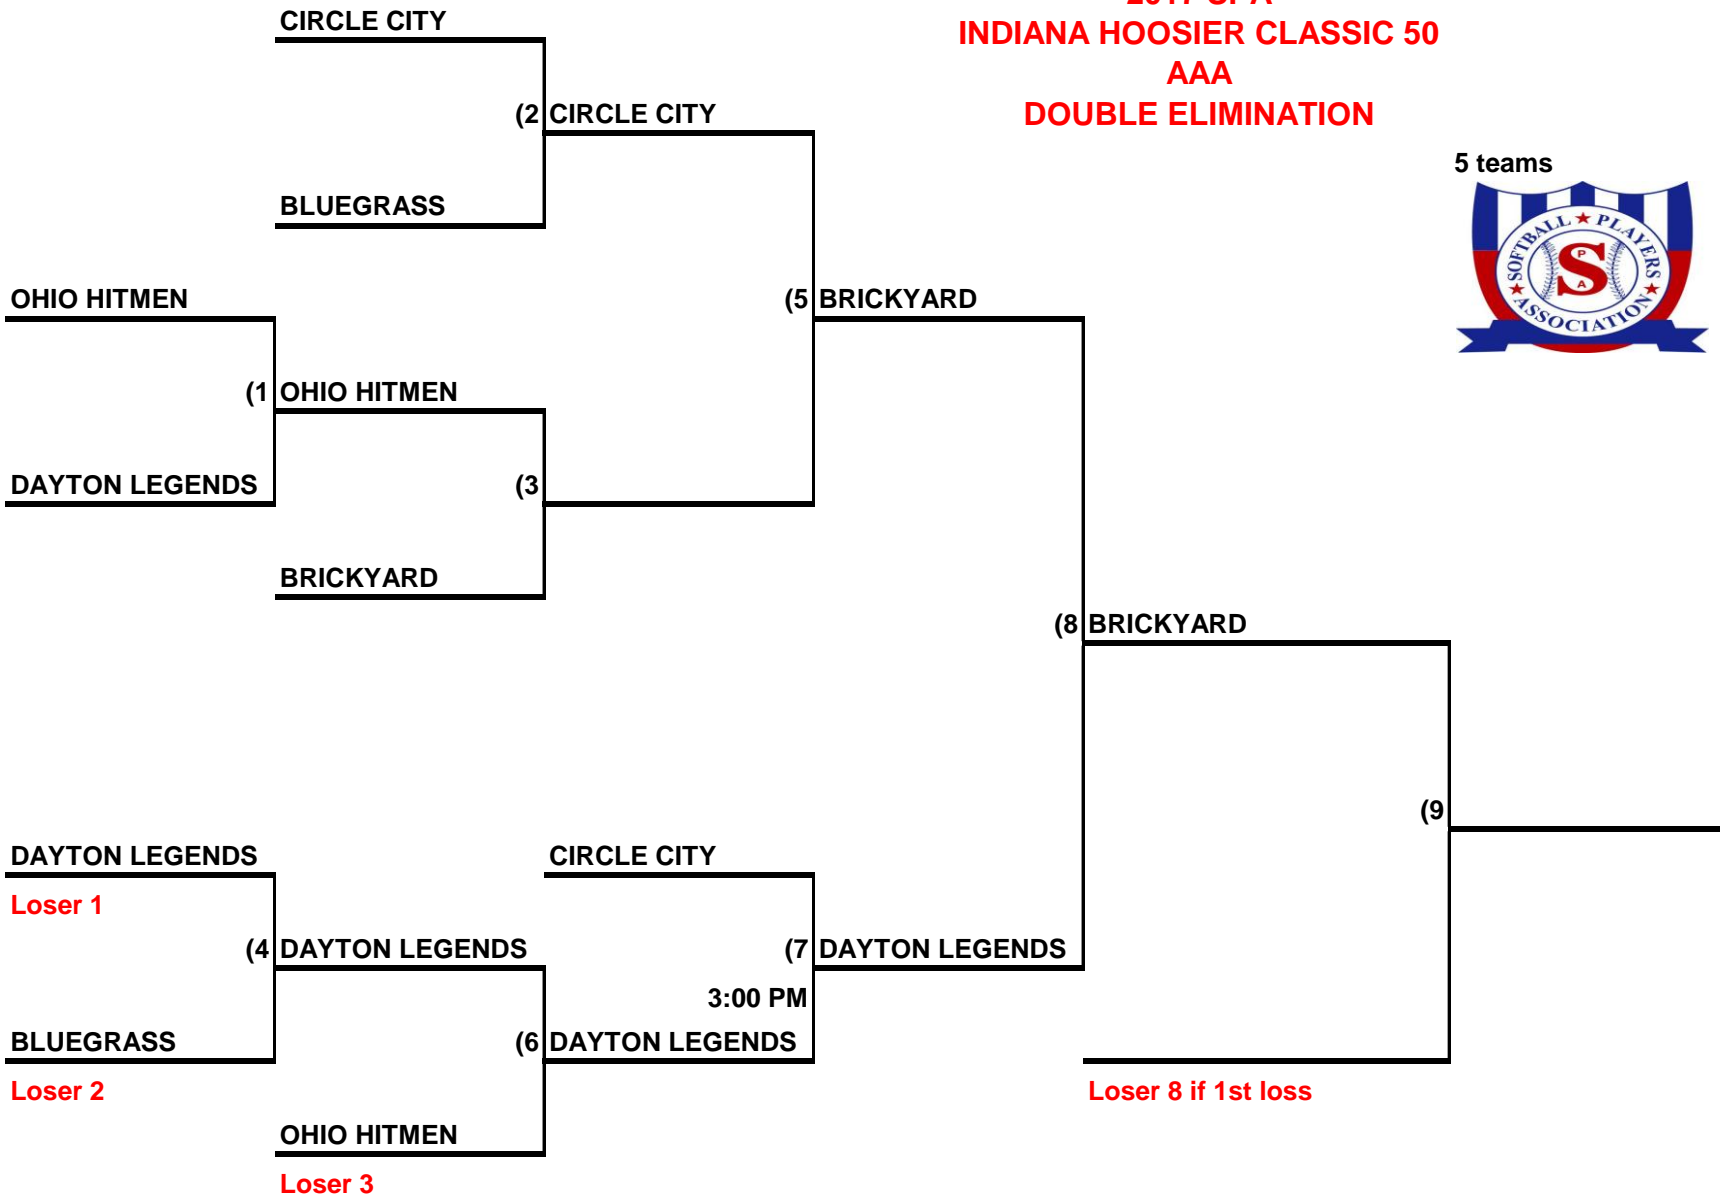 INDIANA HOOSIER CLASSIC 50
AAA
DOUBLE ELIMINATION
5 teams
SOFTBALL ★ PLAYERS
★ ASSOCIATION ★
P
S
A
CIRCLE CITY
(2 CIRCLE CITY
BLUEGRASS
OHIO HITMEN
(5 BRICKYARD
(1 OHIO HITMEN
DAYTON LEGENDS
(3
BRICKYARD
(8 BRICKYARD
(9
DAYTON LEGENDS
CIRCLE CITY
Loser 1
(4 DAYTON LEGENDS
(7 DAYTON LEGENDS
3:00 PM
BLUEGRASS
(6 DAYTON LEGENDS
Loser 2
Loser 8 if 1st loss
OHIO HITMEN
Loser 3